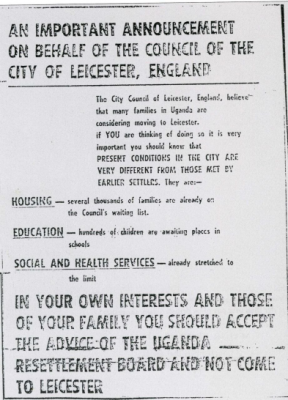 AN IMPORTANT ANNOUNCEMENT
ON BEHALF OF THE COUNCIL OF THE
CITY OF LEICESTER, ENGLAND
The City Council of Leicester, England, believe
that many families in Uganda are
considering moving to Leicester.
If YOU are thinking of doing so it is very
important you should know that
PRESENT CONDITIONS IN THE CITY ARE
VERY DIFFERENT FROM THOSE MET BY
EARLIER SETTLERS. They are:—
HOUSING — several thousands of families are already on
the Council's waiting list.
EDUCATION — hundreds of children are awaiting places in
schools
SOCIAL AND HEALTH SERVICES — already stretched to
the limit
IN YOUR OWN INTERESTS AND THOSE
OF YOUR FAMILY YOU SHOULD ACCEPT
THE ADVICE OF THE UGANDA
RESETTLEMENT BOARD AND NOT COME
TO LEICESTER